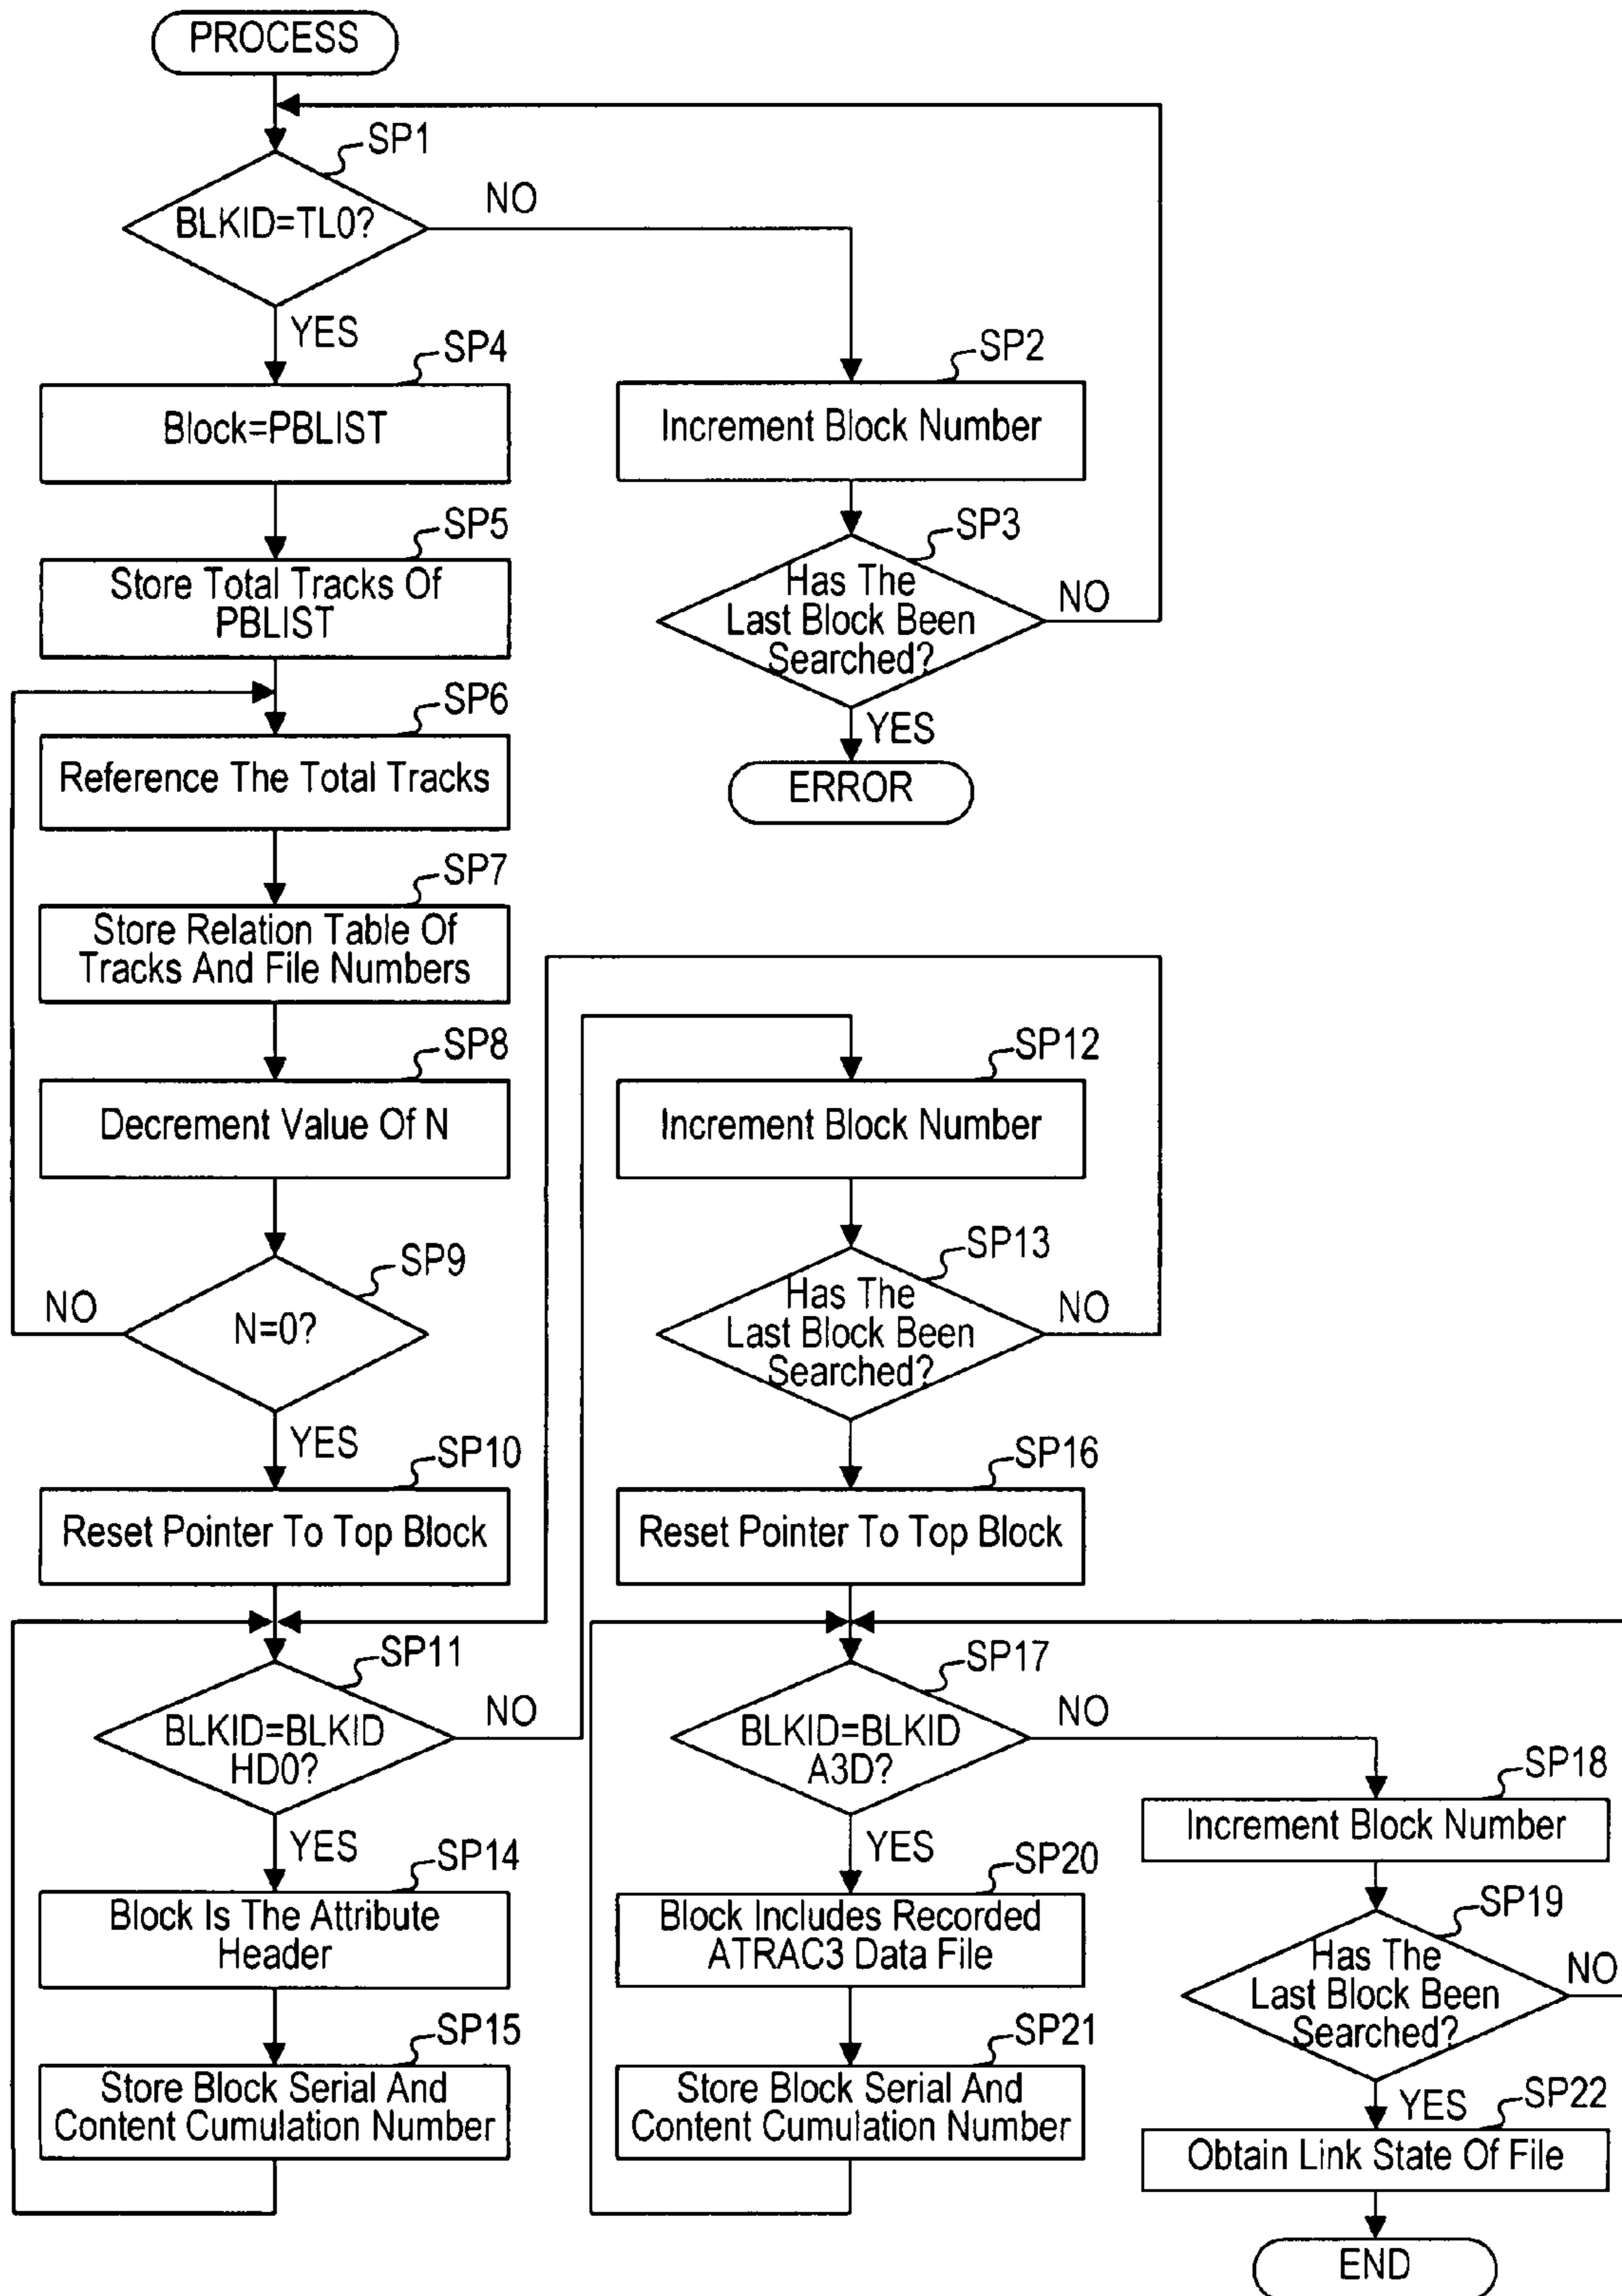 PROCESS
SP1
BLKID=TL0?
NO
YES
SP4
Block=PBLIST
SP2
Increment Block Number
SP5
Store Total Tracks Of
PBLIST
SP3
Has The
Last Block Been
Searched?
NO
YES
ERROR
SP6
Reference The Total Tracks
SP7
Store Relation Table Of
Tracks And File Numbers
SP8
Decrement Value Of N
SP9
N=0?
NO
YES
SP10
Reset Pointer To Top Block
SP11
BLKID=BLKID
HD0?
NO
YES
SP12
Increment Block Number
SP13
Has The
Last Block Been
Searched?
NO
SP14
Block Is The Attribute
Header
SP15
Store Block Serial And
Content Cumulation Number
SP16
Reset Pointer To Top Block
SP17
BLKID=BLKID
A3D?
NO
YES
SP20
Block Includes Recorded
ATRAC3 Data File
SP21
Store Block Serial And
Content Cumulation Number
SP18
Increment Block Number
SP19
Has The
Last Block Been
Searched?
NO
YES
SP22
Obtain Link State Of File
END